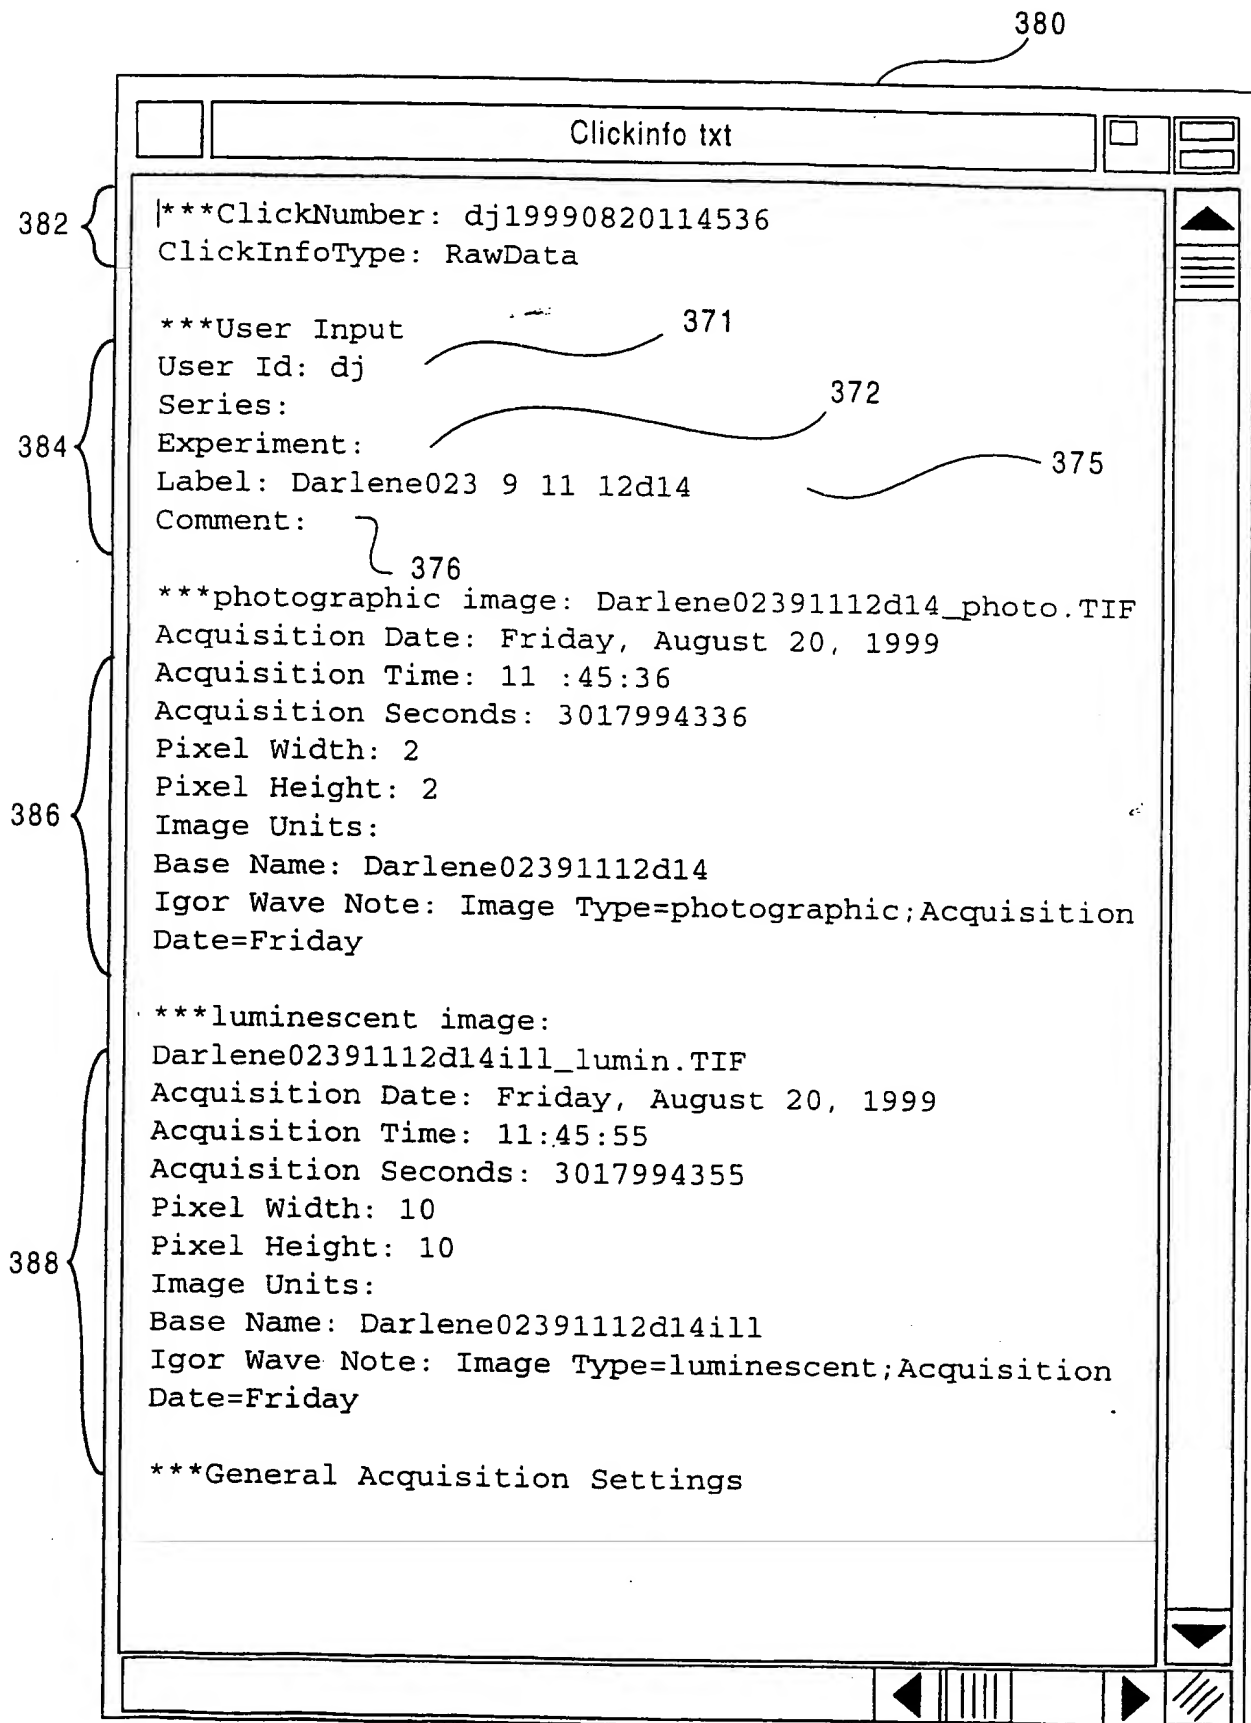 380
Clickinfo txt
382
***ClickNumber: dj19990820114536
ClickInfoType: RawData
***User Input
371
User Id: dj
Series:
372
384
Experiment:
375
Label: Darlene023 9 11 12d14
Comment:
376
***photographic image: Darlene02391112d14_photo.TIF
Acquisition Date: Friday, August 20, 1999
Acquisition Time: 11 :45:36
Acquisition Seconds: 3017994336
Pixel Width: 2
Pixel Height: 2
386
Image Units:
Base Name: Darlene02391112d14
Igor Wave Note: Image Type=photographic;Acquisition
Date=Friday
***luminescent image:
Darlene02391112d14ill_lumin.TIF
Acquisition Date: Friday, August 20, 1999
Acquisition Time: 11:45:55
Acquisition Seconds: 3017994355
Pixel Width: 10
Pixel Height: 10
388
Image Units:
Base Name: Darlene02391112d14ill
Igor Wave Note: Image Type=luminescent;Acquisition
Date=Friday
***General Acquisition Settings